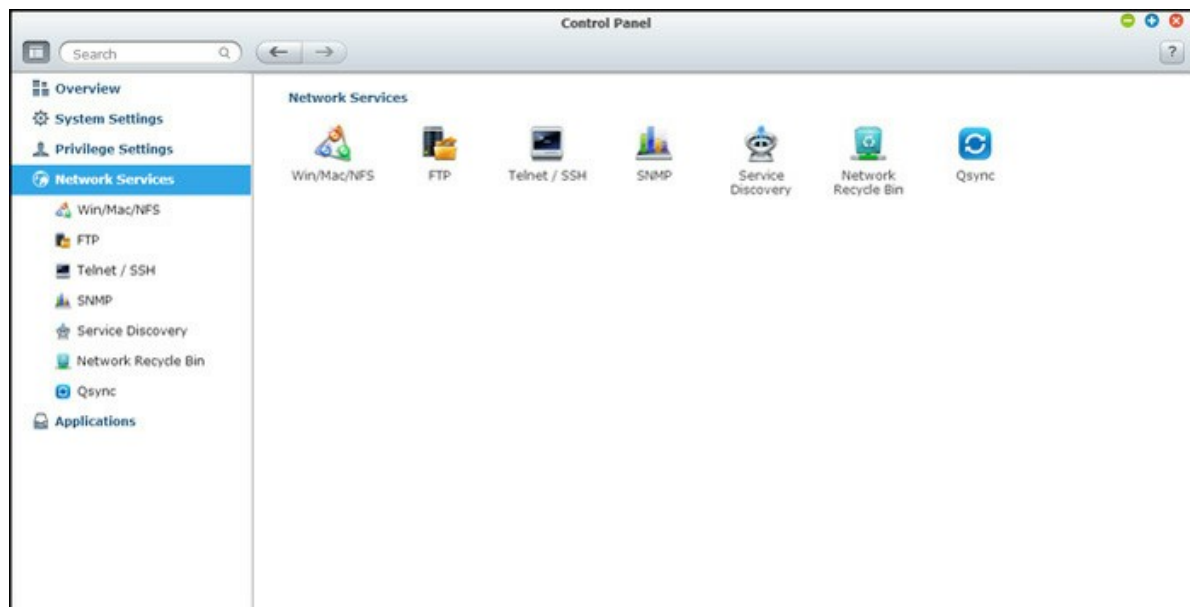 Control Panel
Search
?
Overview
System Settings
Privilege Settings
Network Services
Win/Mac/NFS
FTP
Telnet / SSH
SNMP
Service Discovery
Network Recycle Bin
Qsync
Applications
Network Services
Win/Mac/NFS
FTP
Telnet / SSH
SNMP
Service
Discovery
Network
Recycle Bin
Qsync